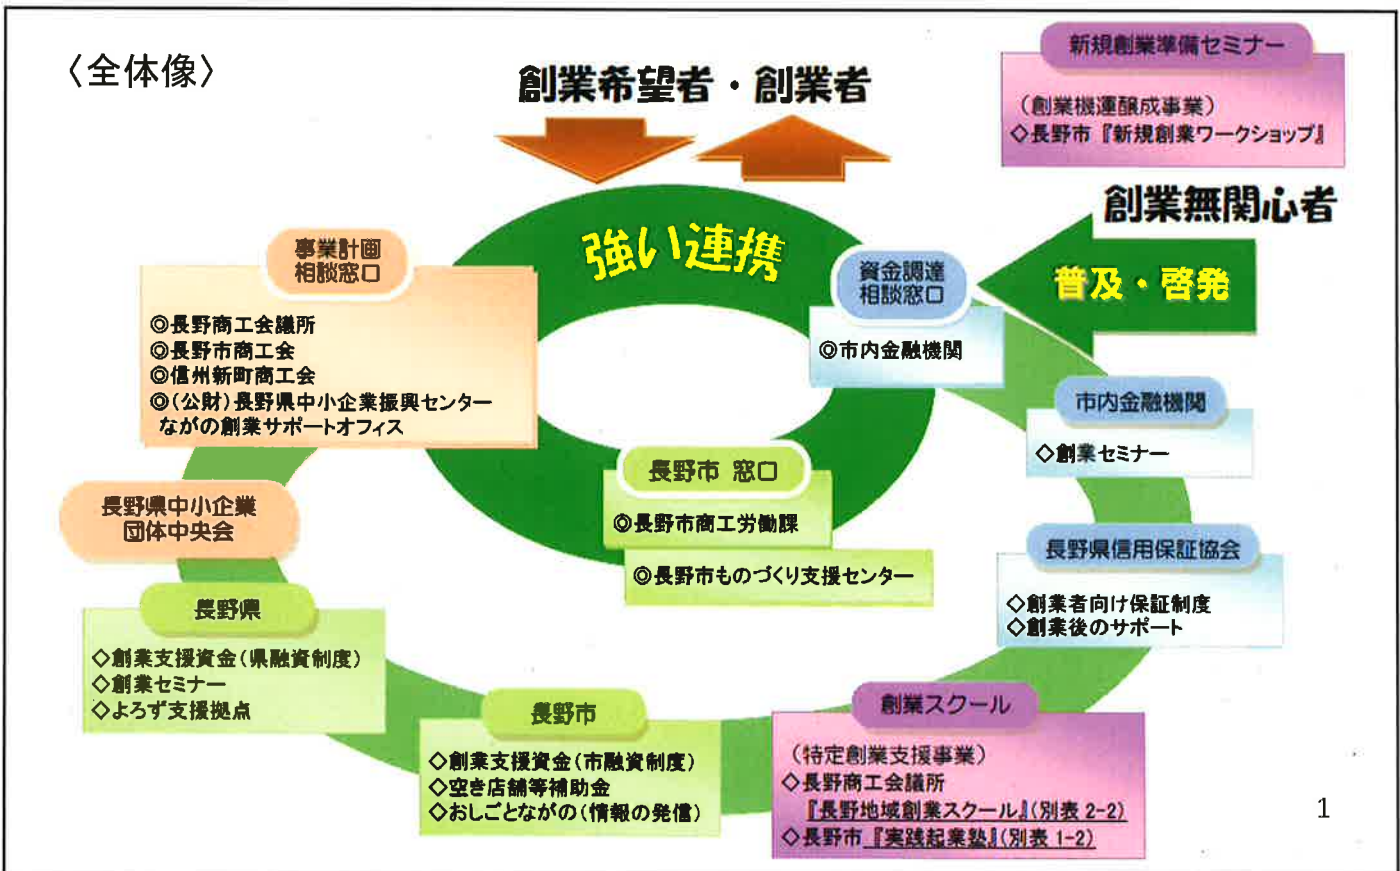 〈全体像〉
創業希望者・創業者
新規創業準備セミナー
(創業機運醸成事業)
◇長野市『新規創業ワークショップ』
創業無関心者
普及・啓発
強い連携
事業計画
相談窓口
◎長野商工会議所
◎長野市商工会
◎信州新町商工会
◎(公財)長野県中小企業振興センター
ながの創業サポートオフィス
資金調達
相談窓口
◎市内金融機関
市内金融機関
◇創業セミナー
長野市 窓口
◎長野市商工労働課
◎長野市ものづくり支援センター
長野県中小企業
団体中央会
長野県信用保証協会
◇創業者向け保証制度
◇創業後のサポート
長野県
◇創業支援資金(県融資制度)
◇創業セミナー
◇よろず支援拠点
長野市
◇創業支援資金(市融資制度)
◇空き店舗等補助金
◇おしごとながの(情報の発信)
創業スクール
(特定創業支援事業)
◇長野商工会議所
『長野地域創業スクール』(別表 2-2)
◇長野市『実践起業塾』(別表 1-2)
1